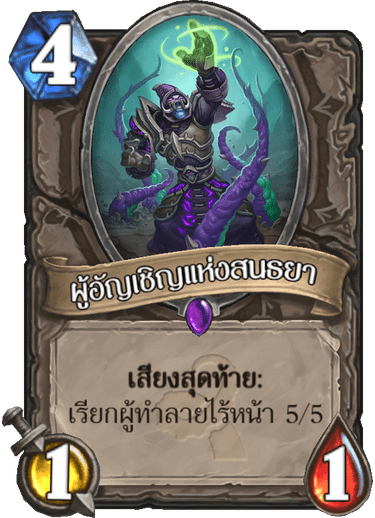 4
ผู้อัญเชิญแห่งสนธยา
เสียงสุดท้าย:
เรียกผู้ทำลายไร้หน้า 5/5
1
1